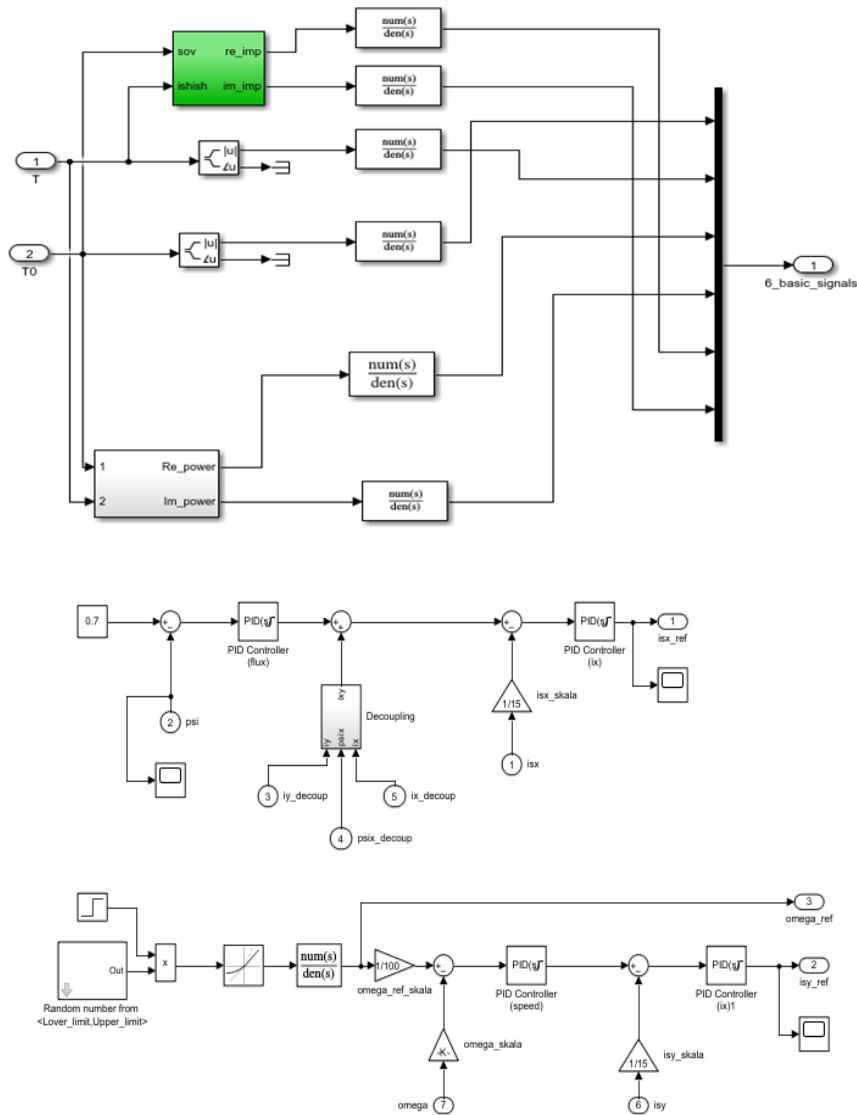 sov re_imp
ishish im_imp
num(s)
den(s)
num(s)
den(s)
1
T
|u|
∠u
num(s)
den(s)
2
T0
|u|
∠u
num(s)
den(s)
1
6_basic_signals
num(s)
den(s)
1 Re_power
2 Im_power
num(s)
den(s)
0.7
+
-
PID(s)
PID Controller
(flux)
+
+
+
-
PID(s)
PID Controller
(ix)
1
isx_ref
2 psi
ixy
iy psix ix
Decoupling
1/15
isx_skala
1 isx
3 iy_decoup
5 ix_decoup
4 psix_decoup
3
omega_ref
Out
Random number from
<Lover_limit,Upper_limit>
x
num(s)
den(s)
1/100
omega_ref_skala
+
-
PID(s)
PID Controller
(speed)
+
-
PID(s)
PID Controller
(ix)1
2
isy_ref
-K-
omega_skala
1/15
isy_skala
omega 7
6 isy